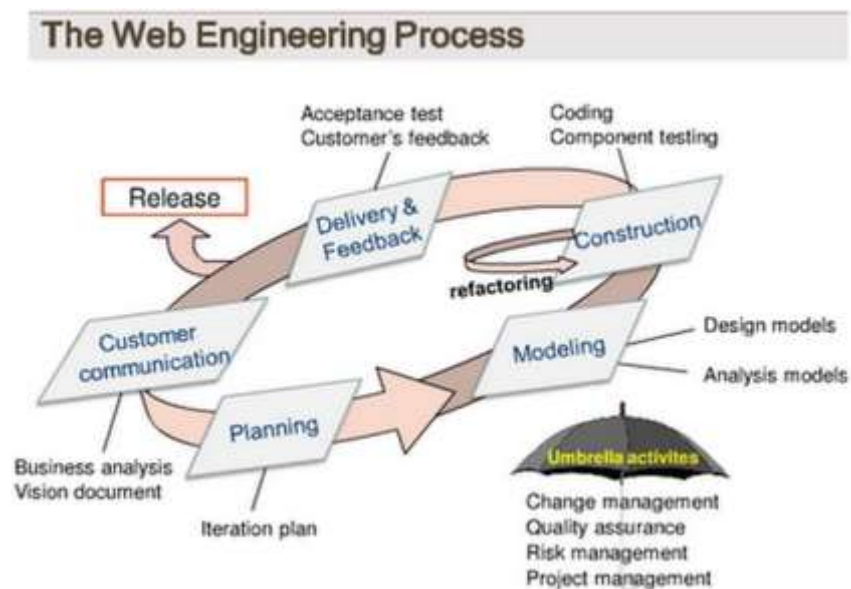 The Web Engineering Process
Acceptance test
Customer's feedback
Coding
Component testing
Release
Delivery &
Feedback
Construction
refactoring
Customer
communication
Modeling
Design models
Analysis models
Planning
Umbrella activites
Business analysis
Vision document
Iteration plan
Change management
Quality assurance
Risk management
Project management